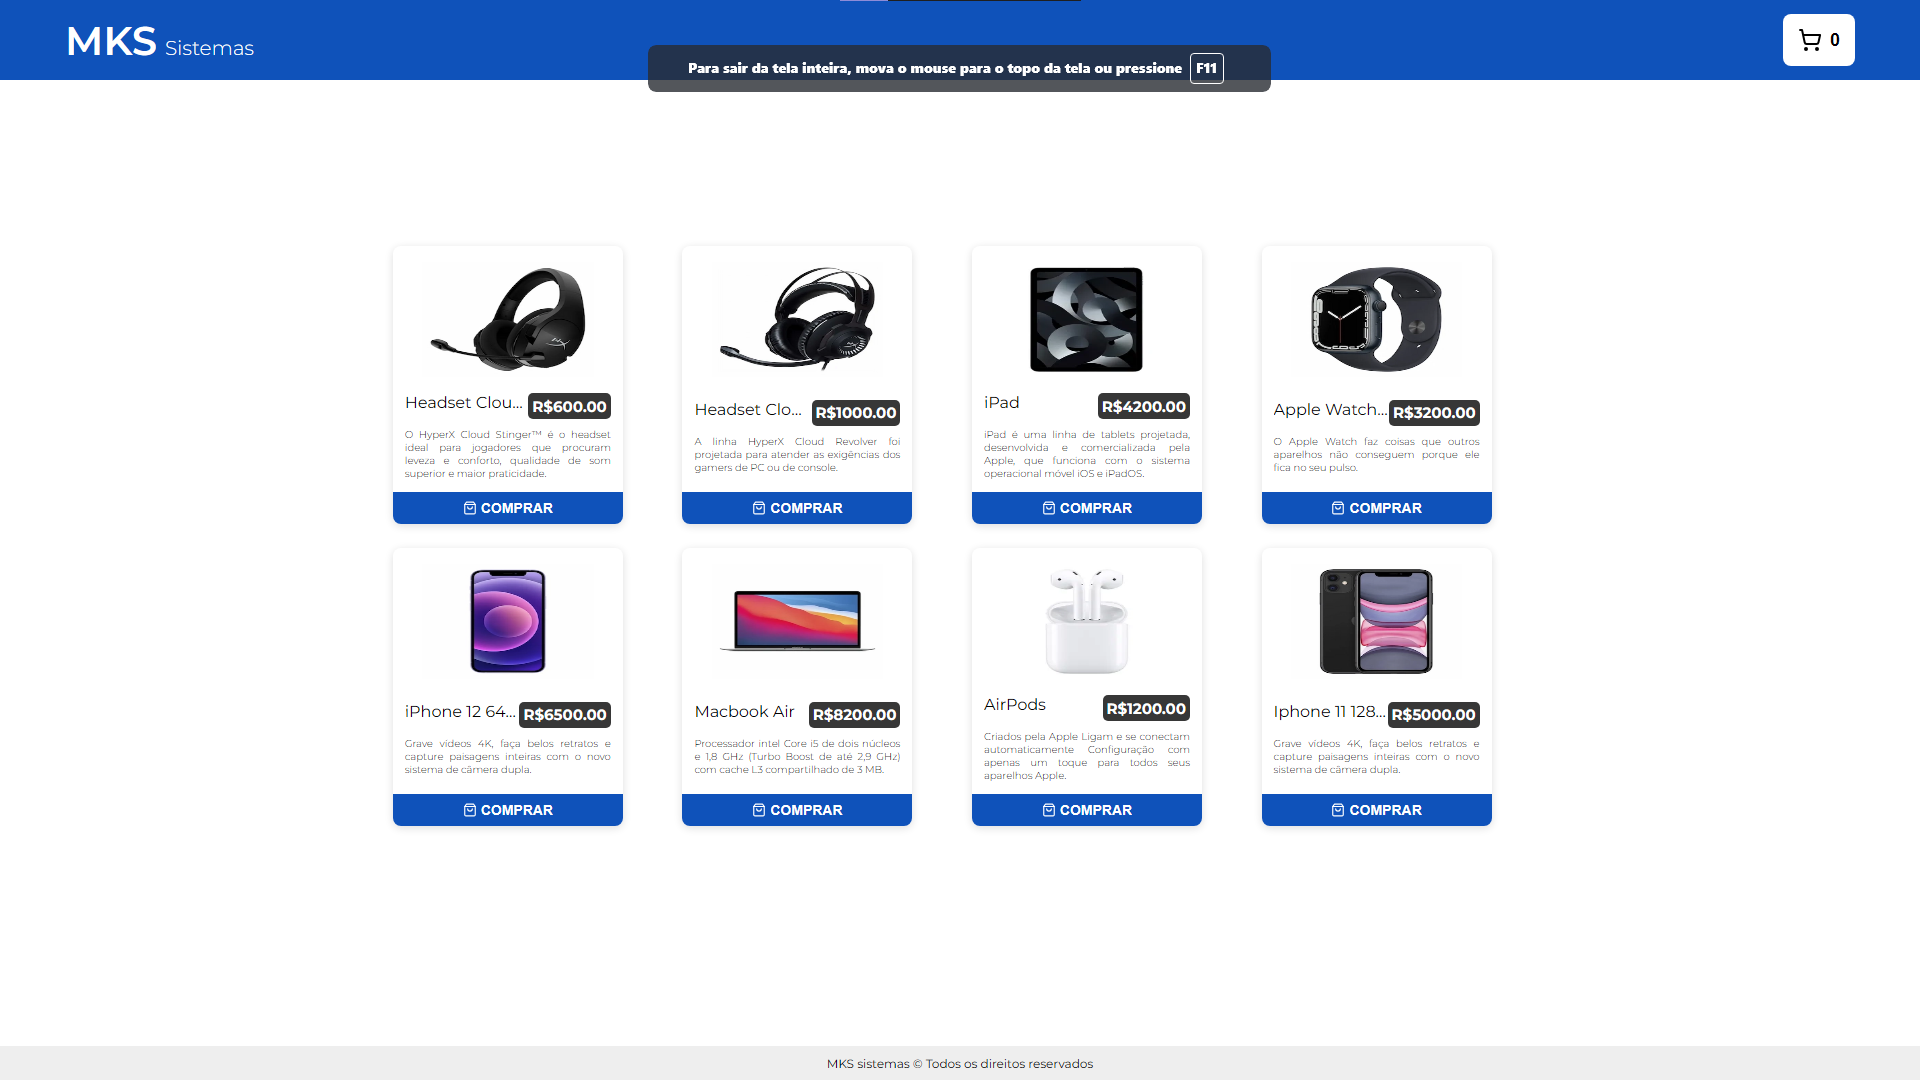 MKS Sistemas
0
Para sair da tela inteira, mova o mouse para o topo da tela ou pressione F11
Headset Clou... R$600.00
O HyperX Cloud Stinger™ é o headset
ideal para jogadores que procuram
leveza e conforto, qualidade de som
superior e maior praticidade.
COMPRAR
Headset Clo... R$1000.00
A linha HyperX Cloud Revolver foi
projetada para atender as exigências dos
gamers de PC ou de console.
COMPRAR
iPad R$4200.00
iPad é uma linha de tablets projetada,
desenvolvida e comercializada pela
Apple, que funciona com o sistema
operacional móvel iOS e iPadOS.
COMPRAR
Apple Watch... R$3200.00
O Apple Watch faz coisas que outros
aparelhos não conseguem porque ele
fica no seu pulso.
COMPRAR
iPhone 12 64... R$6500.00
Grave vídeos 4K, faça belos retratos e
capture paisagens inteiras com o novo
sistema de câmera dupla.
COMPRAR
Macbook Air R$8200.00
Processador intel Core i5 de dois núcleos
e 1,8 GHz (Turbo Boost de até 2,9 GHz)
com cache L3 compartilhado de 3 MB.
COMPRAR
AirPods R$1200.00
Criados pela Apple Ligam e se conectam
automaticamente Configuração com
apenas um toque para todos seus
aparelhos Apple.
COMPRAR
Iphone 11 128... R$5000.00
Grave vídeos 4K, faça belos retratos e
capture paisagens inteiras com o novo
sistema de câmera dupla.
COMPRAR
MKS sistemas © Todos os direitos reservados